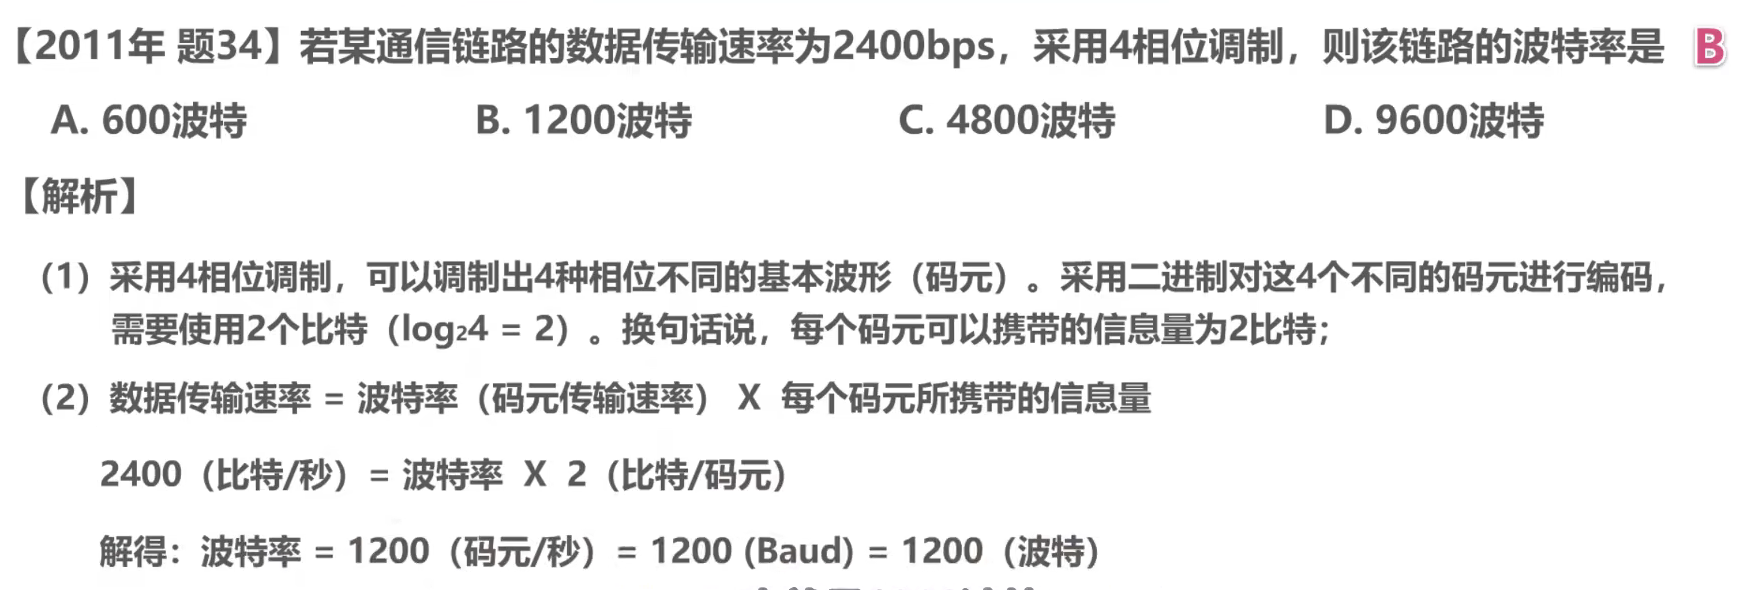 【2011年 题34】若某通信链路的数据传输速率为2400bps，采用4相位调制，则该链路的波特率是 B
A. 600波特 B. 1200波特 C. 4800波特 D. 9600波特
【解析】
（1）采用4相位调制，可以调制出4种相位不同的基本波形（码元）。采用二进制对这4个不同的码元进行编码，
需要使用2个比特（log₂4 = 2）。换句话说，每个码元可以携带的信息量为2比特；
（2）数据传输速率 = 波特率（码元传输速率） X 每个码元所携带的信息量
2400（比特/秒）= 波特率 X 2（比特/码元）
解得：波特率 = 1200（码元/秒）= 1200 (Baud) = 1200（波特）